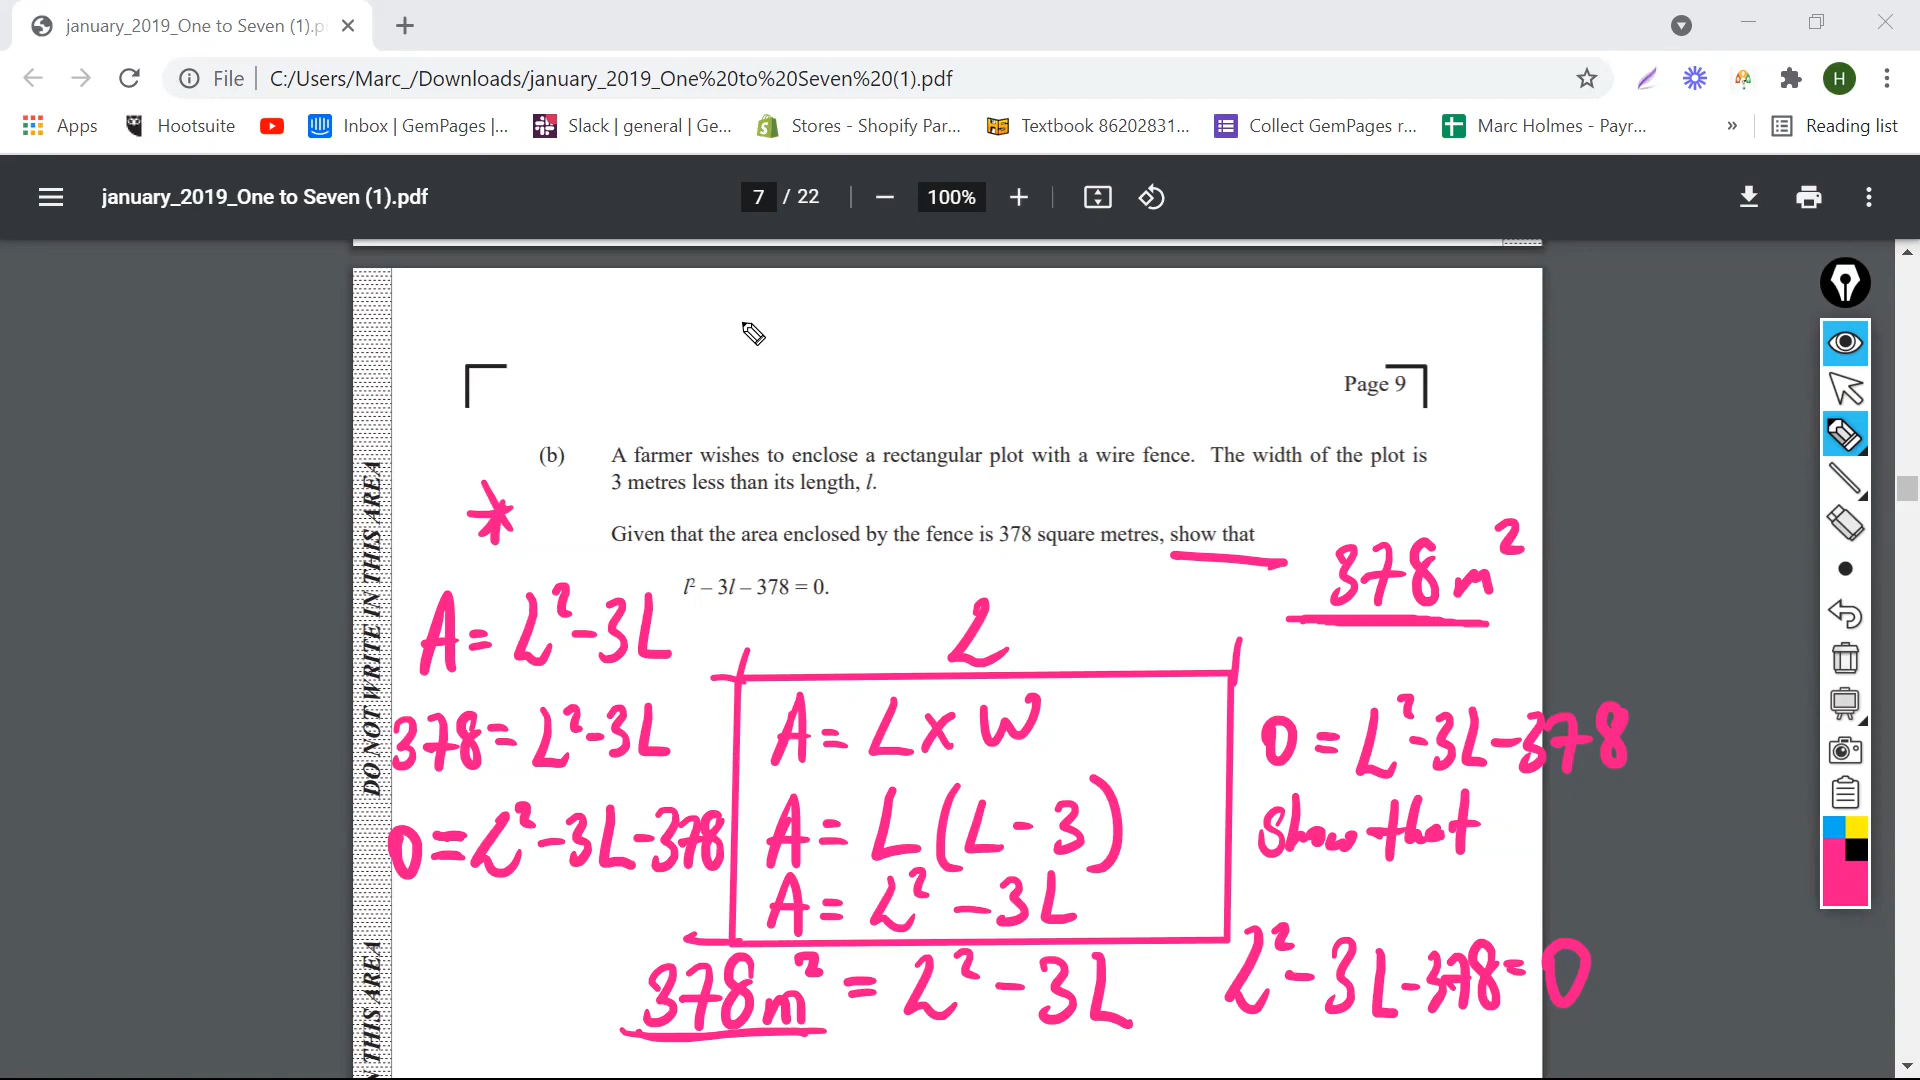 january_2019_One to Seven (1).p
File C:/Users/Marc_/Downloads/january_2019_One%20to%20Seven%20(1).pdf
H
Apps Hootsuite Inbox | GemPages |... Slack | general | Ge... Stores - Shopify Par... Textbook 86202831... Collect GemPages r... Marc Holmes - Payr... » Reading list
january_2019_One to Seven (1).pdf 7 / 22 100%
Page 9
(b) A farmer wishes to enclose a rectangular plot with a wire fence. The width of the plot is
3 metres less than its length, l.
Given that the area enclosed by the fence is 378 square metres, show that
l² – 3l – 378 = 0.
378 m²
A = L² - 3L
378 = L² - 3L
0 = L² - 3L - 378
L
A = L x W
A = L (L - 3)
A = L² - 3L
378 m² = L² - 3L
0 = L² - 3L - 378
Show that
L² - 3L - 378 = 0
DO NOT WRITE IN THIS AREA
THIS AREA